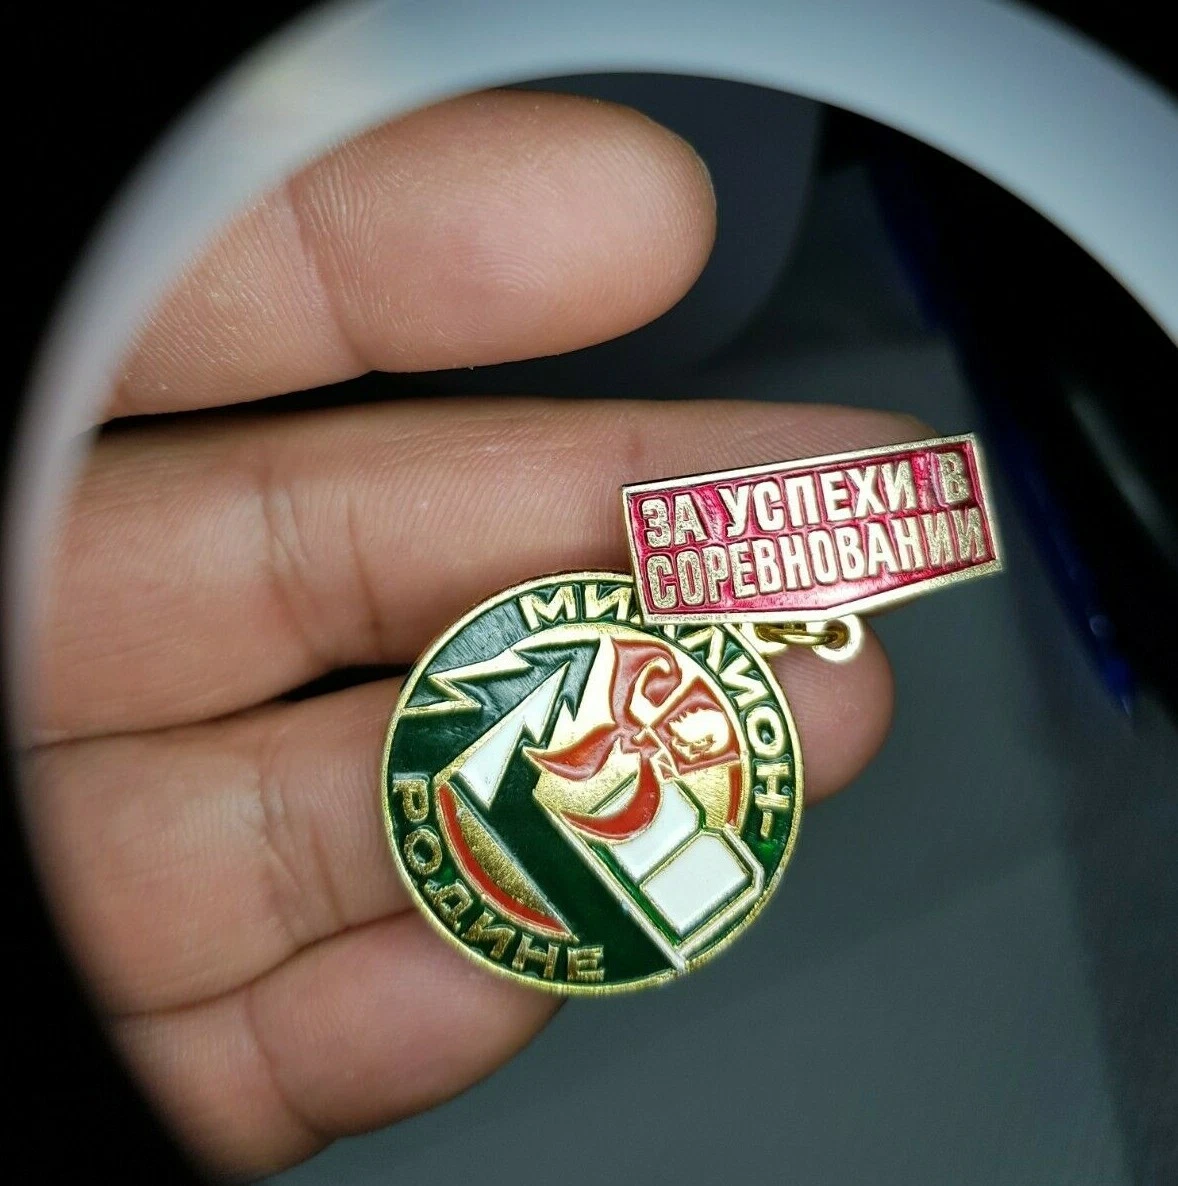 ЗА УСПЕХИ В
СОРЕВНОВАНИИ
МИЛЛИОН-
РОДИНЕ